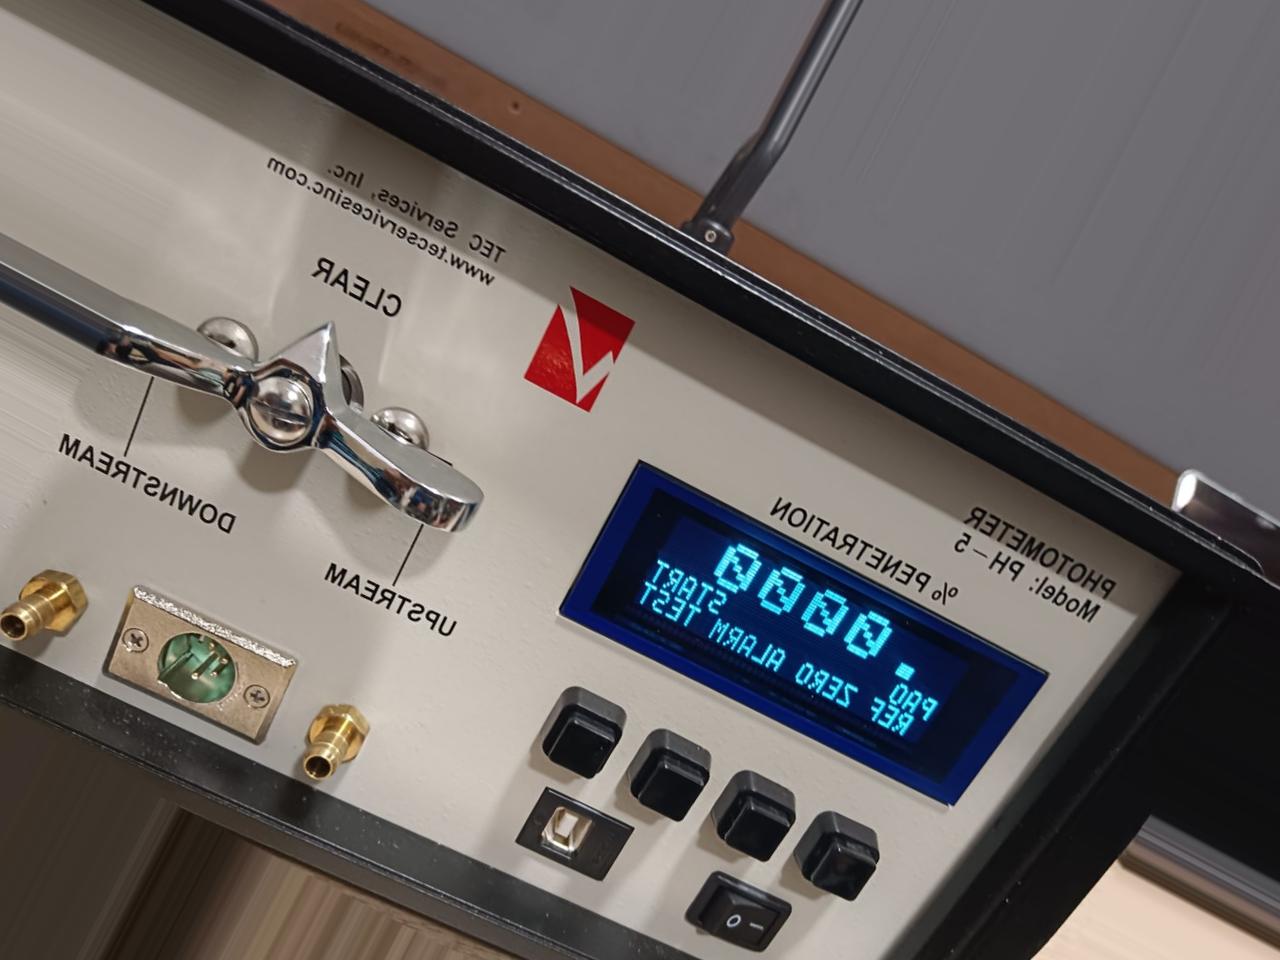 PHOTOMETER
Model: PH-5
% PENETRATION
.0000
PAO START
REF ZERO ALARM TEST
TEC Services, Inc.
www.tecservicesinc.com
CLEAR
UPSTREAM
DOWNSTREAM